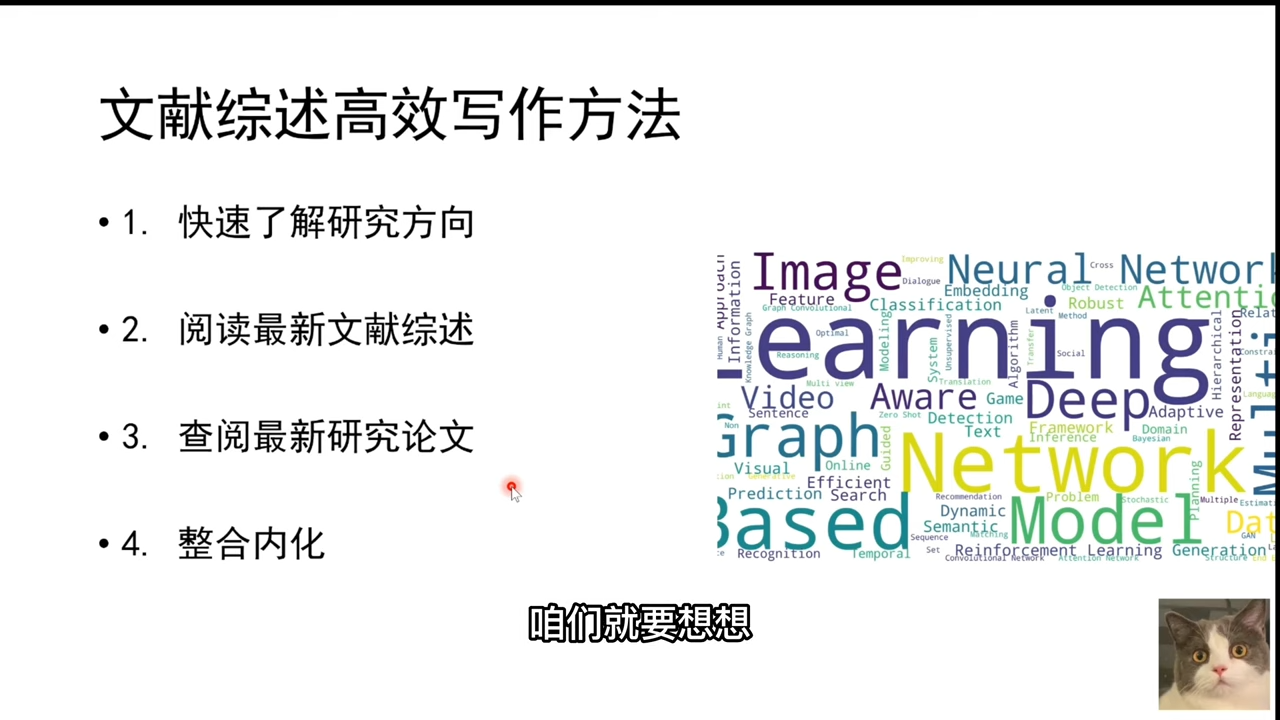 文献综述高效写作方法
• 1. 快速了解研究方向
• 2. 阅读最新文献综述
• 3. 查阅最新研究论文
• 4. 整合内化
Image
Improving
Neural
Cross
Network
Dialogue
Feature
Embedding
Object Detection
Graph Convolutional
Classification
Robust
Attentio
Information
Approach
earning
Optimal
Modeling
System
Unsupervised
Latent
Method
Algorithm
Transfer
Social
Hierarchical
Representation
Relat
Constrai
Human
Knowledge Graph
Reasoning
Multi view
Translation
Video
Aware
Game
Deep
Adaptive
Language
Sentence
Zero Shot
Detection
Non
Graph
Guided
Text
Framework
Inference
Domain
Bayesian
Multi
Visual
Online
Network
Generative
Efficient
Prediction
Search
Recommendation
Problem
Stochastic
Planning
Multiple
Estimati
Based
Dynamic
Semantic
Matching
Model
Dat
Sequence
GAN
Set
Recognition
Temporal
Reinforcement Learning
Generation
Convolutional Network
Attention Network
Structure
咱们就要想想